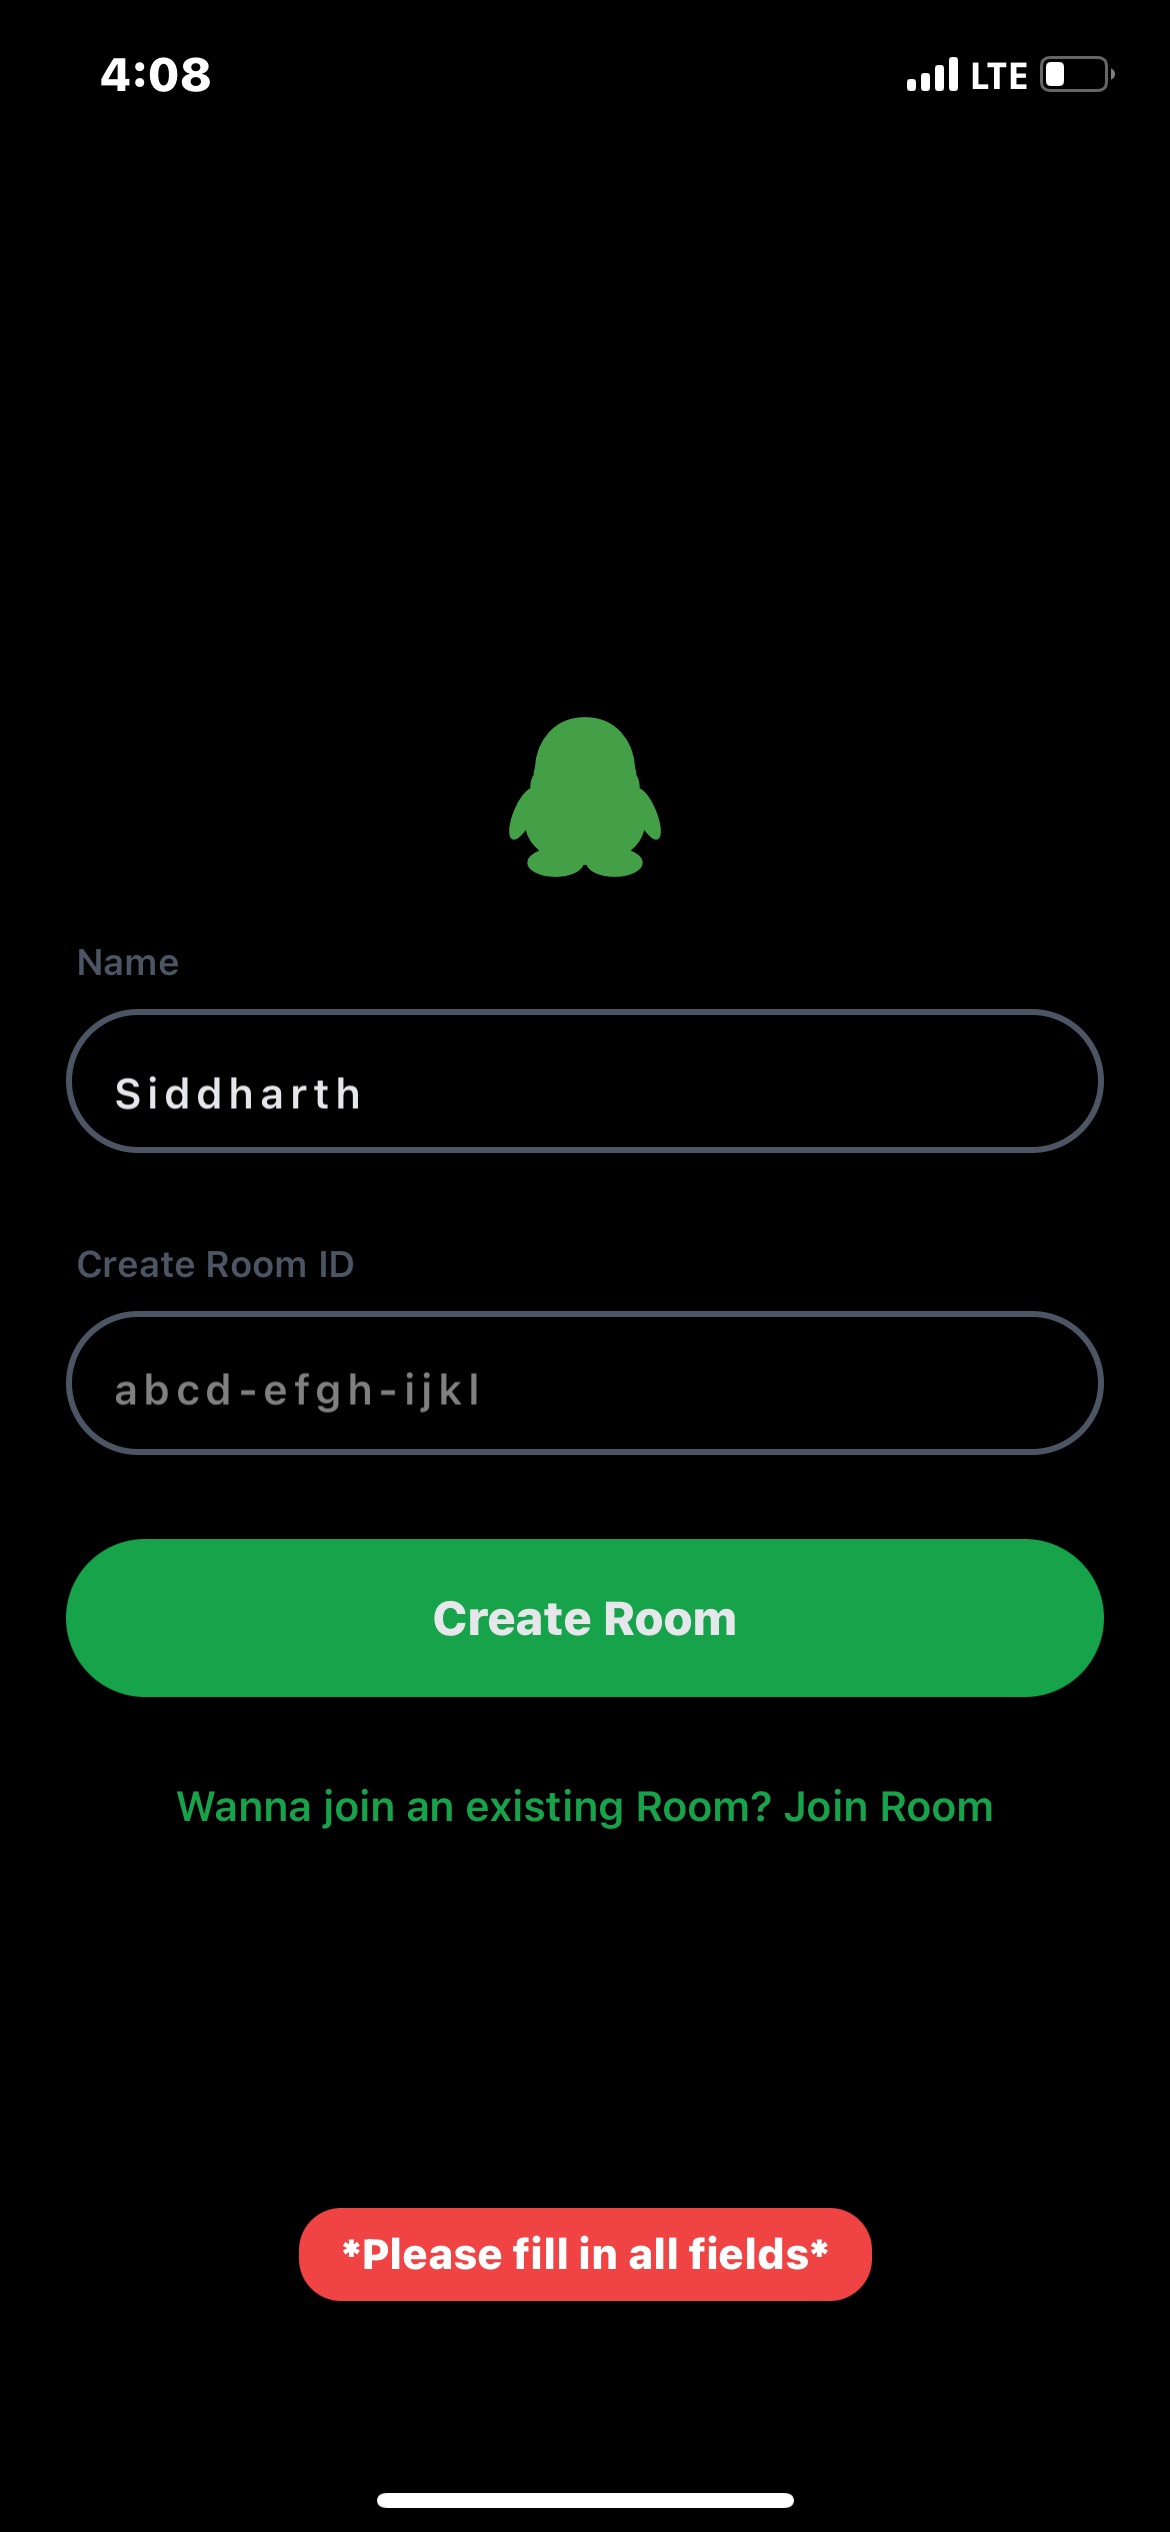 4:08 LTE
Name
Siddharth
Create Room ID
abcd-efgh-ijkl
Create Room
Wanna join an existing Room? Join Room
*Please fill in all fields*